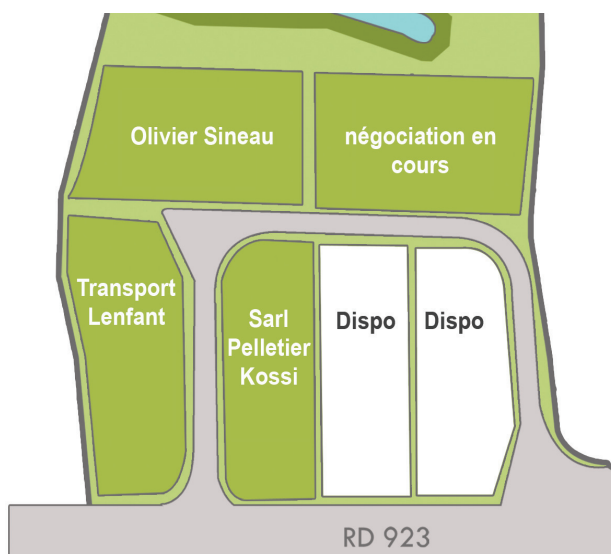 Olivier Sineau
négociation en
cours
Transport
Lenfant
Sarl
Pelletier
Kossi
Dispo
Dispo
RD 923